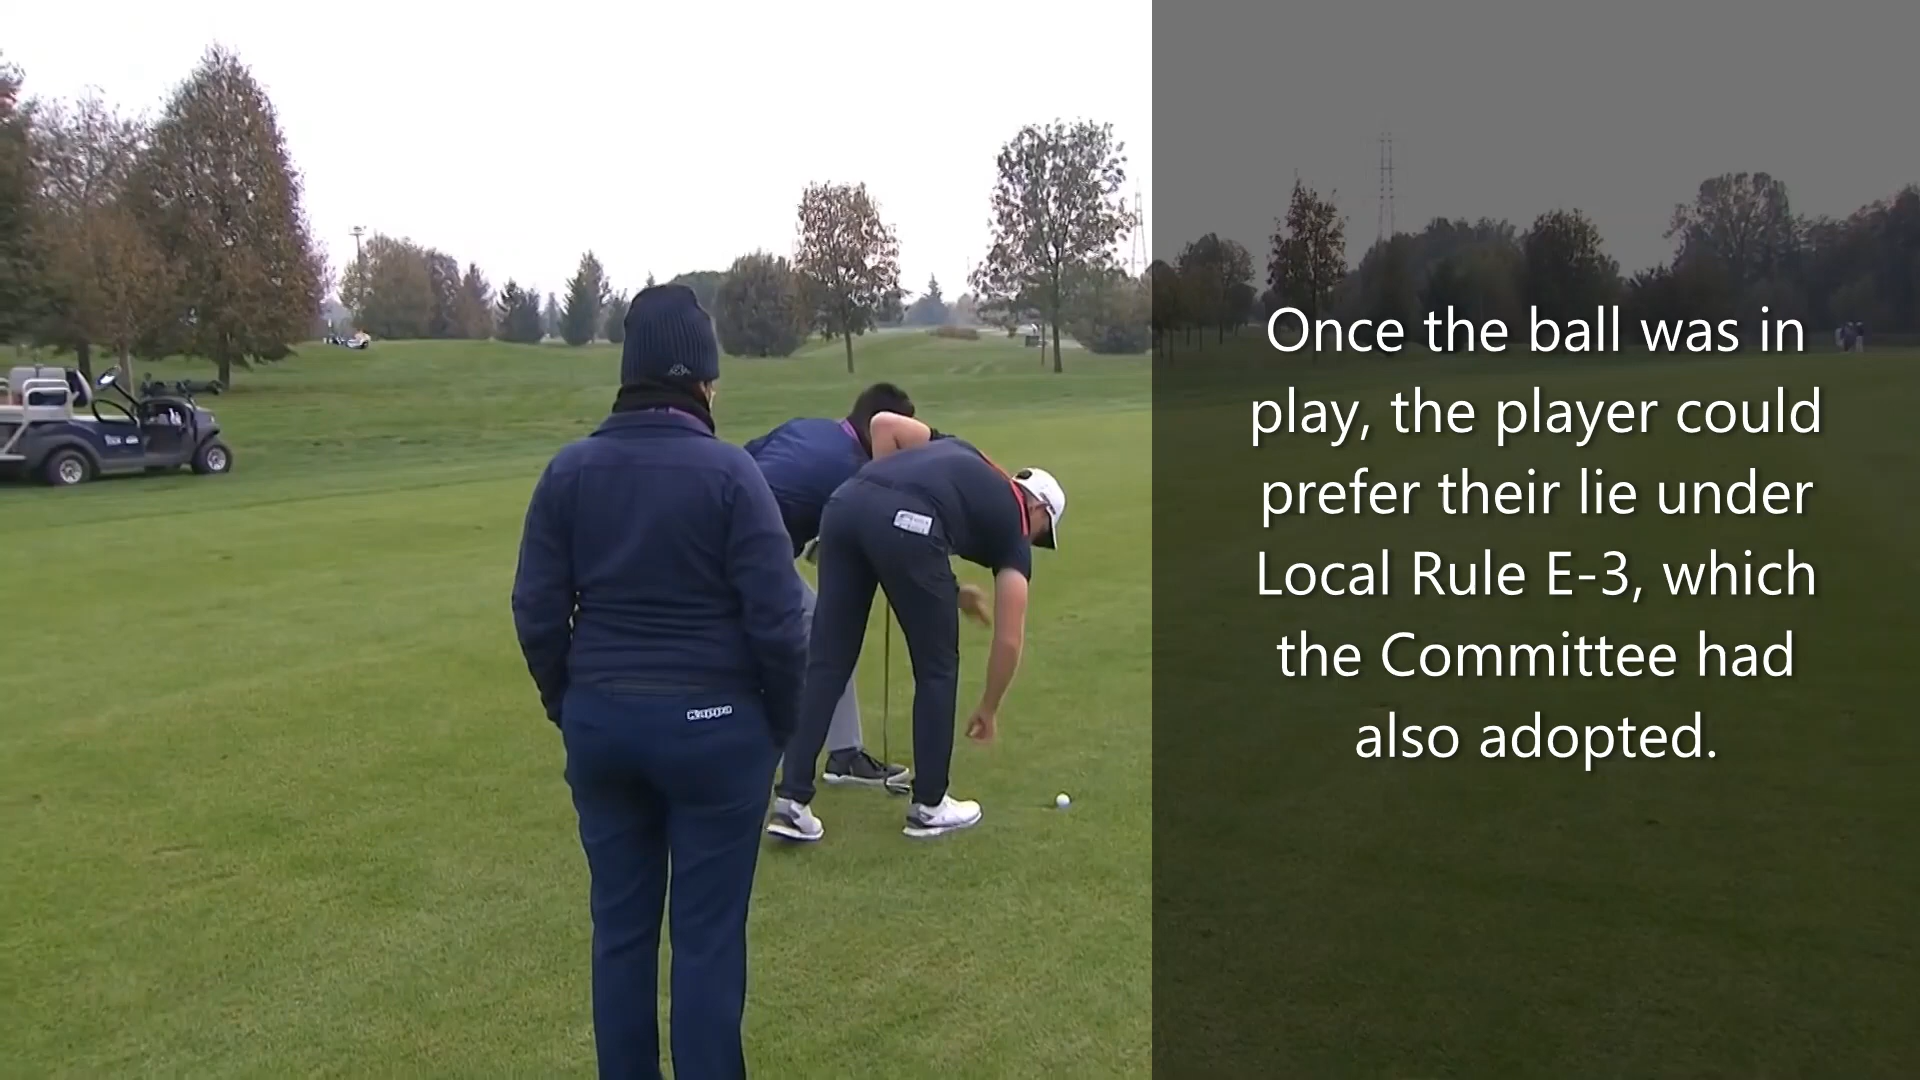 Once the ball was in
play, the player could
prefer their lie under
Local Rule E-3, which
the Committee had
also adopted.
Kappa